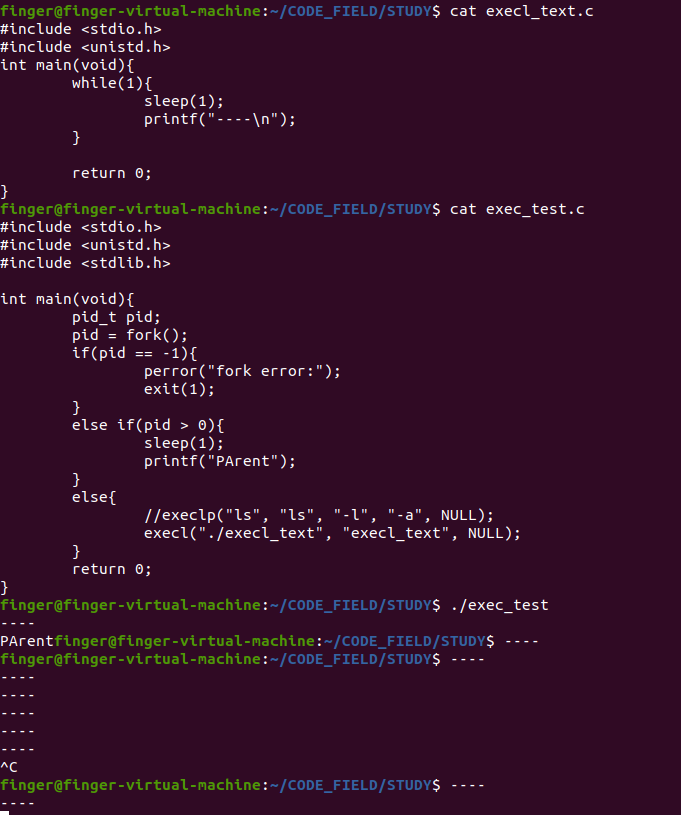 finger@finger-virtual-machine:~/CODE_FIELD/STUDY$ cat execl_text.c
#include <stdio.h>
#include <unistd.h>
int main(void){
        while(1){
                sleep(1);
                printf("----\n");
        }

        return 0;
}
finger@finger-virtual-machine:~/CODE_FIELD/STUDY$ cat exec_test.c
#include <stdio.h>
#include <unistd.h>
#include <stdlib.h>

int main(void){
        pid_t pid;
        pid = fork();
        if(pid == -1){
                perror("fork error:");
                exit(1);
        }
        else if(pid > 0){
                sleep(1);
                printf("PArent");
        }
        else{
                //execlp("ls", "ls", "-l", "-a", NULL);
                execl("./execl_text", "execl_text", NULL);
        }
        return 0;
}
finger@finger-virtual-machine:~/CODE_FIELD/STUDY$ ./exec_test
----
PArentfinger@finger-virtual-machine:~/CODE_FIELD/STUDY$ ----
finger@finger-virtual-machine:~/CODE_FIELD/STUDY$ ----
----
----
----
----
----
^C
finger@finger-virtual-machine:~/CODE_FIELD/STUDY$ ----
----